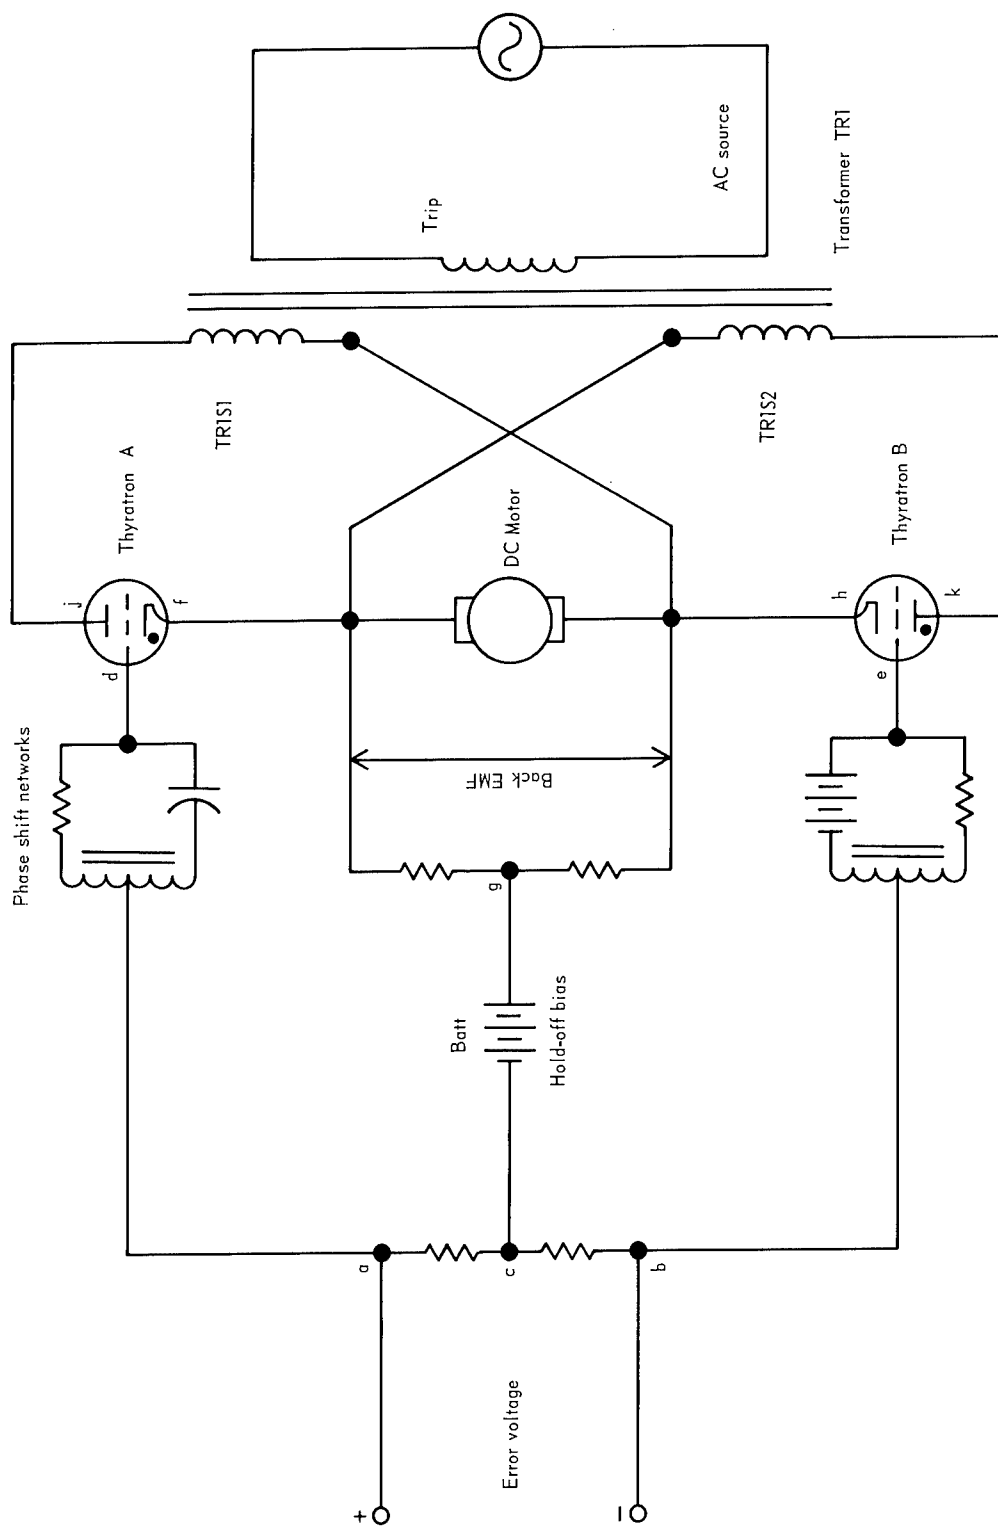 Phase shift networks
Thyratron A
TR1S1
Trip
AC source
Transformer TR1
j
f
d
DC Motor
Back EMF
g
Batt
Hold-off bias
TR1S2
Thyratron B
h
e
k
a
c
b
Error voltage
+
−